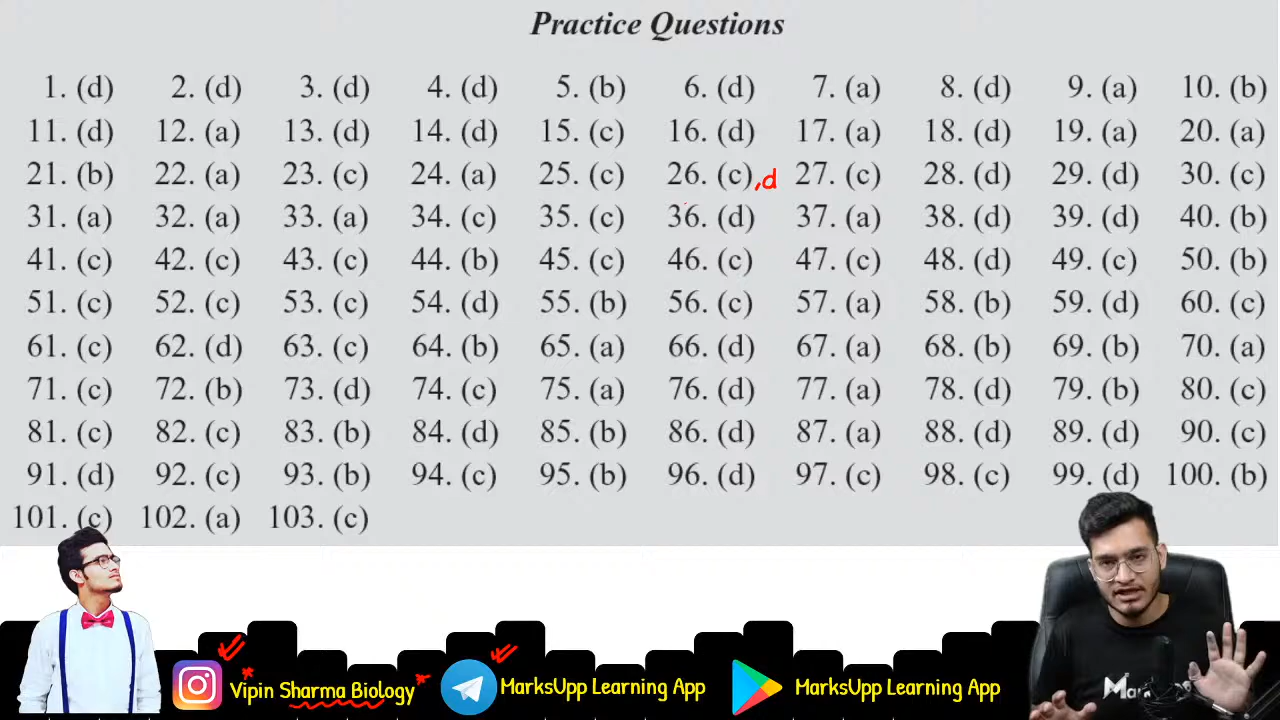 Practice Questions
1. (d) 2. (d) 3. (d) 4. (d) 5. (b) 6. (d) 7. (a) 8. (d) 9. (a) 10. (b)
11. (d) 12. (a) 13. (d) 14. (d) 15. (c) 16. (d) 17. (a) 18. (d) 19. (a) 20. (a)
21. (b) 22. (a) 23. (c) 24. (a) 25. (c) 26. (c) ,d 27. (c) 28. (d) 29. (d) 30. (c)
31. (a) 32. (a) 33. (a) 34. (c) 35. (c) 36. (d) 37. (a) 38. (d) 39. (d) 40. (b)
41. (c) 42. (c) 43. (c) 44. (b) 45. (c) 46. (c) 47. (c) 48. (d) 49. (c) 50. (b)
51. (c) 52. (c) 53. (c) 54. (d) 55. (b) 56. (c) 57. (a) 58. (b) 59. (d) 60. (c)
61. (c) 62. (d) 63. (c) 64. (b) 65. (a) 66. (d) 67. (a) 68. (b) 69. (b) 70. (a)
71. (c) 72. (b) 73. (d) 74. (c) 75. (a) 76. (d) 77. (a) 78. (d) 79. (b) 80. (c)
81. (c) 82. (c) 83. (b) 84. (d) 85. (b) 86. (d) 87. (a) 88. (d) 89. (d) 90. (c)
91. (d) 92. (c) 93. (b) 94. (c) 95. (b) 96. (d) 97. (c) 98. (c) 99. (d) 100. (b)
101. (c) 102. (a) 103. (c)
Vipin Sharma Biology MarksUpp Learning App MarksUpp Learning App